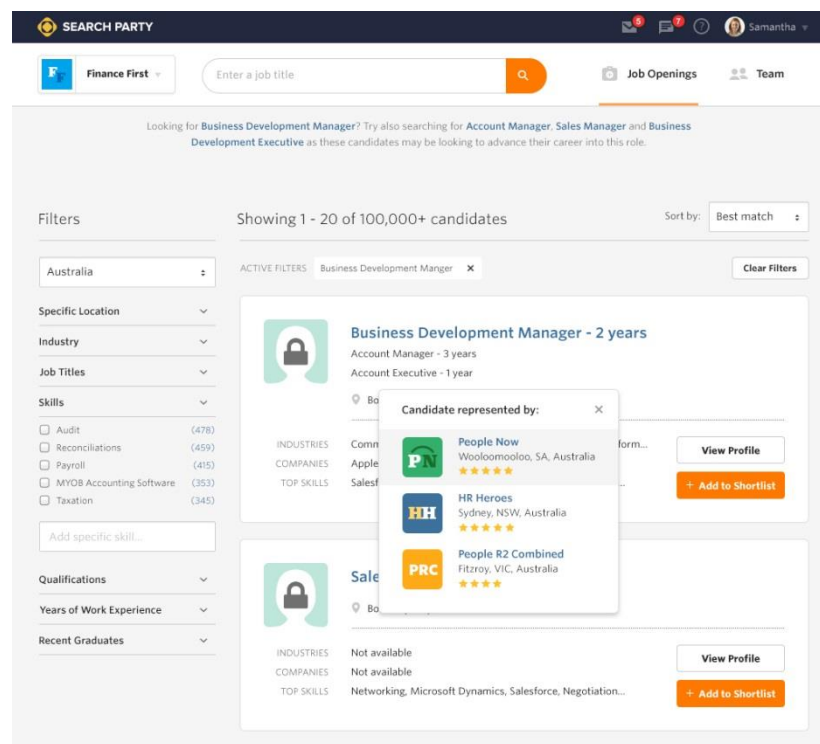 SEARCH PARTY
5
7
?
Samantha
FF
Finance First
Enter a job title
Job Openings
Team
Looking for Business Development Manager? Try also searching for Account Manager, Sales Manager and Business
Development Executive as these candidates may be looking to advance their career into this role.
Filters
Showing 1 - 20 of 100,000+ candidates
Sort by:
Best match
Australia
ACTIVE FILTERS
Business Development Manger
Clear Filters
Specific Location
Industry
Job Titles
Skills
Audit (478)
Reconciliations (459)
Payroll (415)
MYOB Accounting Software (353)
Taxation (345)
Add specific skill...
Qualifications
Years of Work Experience
Recent Graduates
Business Development Manager - 2 years
Account Manager - 3 years
Account Executive - 1 year
INDUSTRIES
COMPANIES Apple
TOP SKILLS
View Profile
+ Add to Shortlist
Candidate represented by:
PN
People Now
Wooloomooloo, SA, Australia
HH
HR Heroes
Sydney, NSW, Australia
PRC
People R2 Combined
Fitzroy, VIC, Australia
INDUSTRIES Not available
COMPANIES Not available
TOP SKILLS Networking, Microsoft Dynamics, Salesforce, Negotiation...
View Profile
+ Add to Shortlist